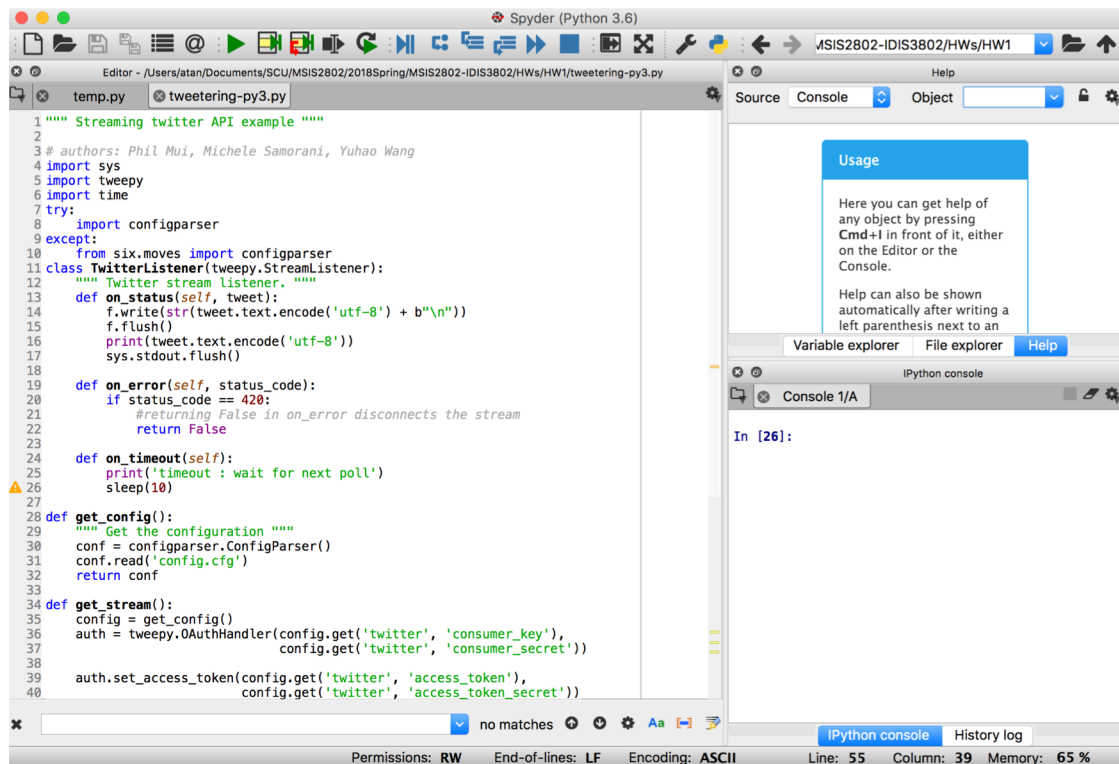 Spyder (Python 3.6)
MSIS2802-IDIS3802/HWs/HW1
Editor - /Users/atan/Documents/SCU/MSIS2802/2018Spring/MSIS2802-IDIS3802/HWs/HW1/tweetering-py3.py
temp.py
tweetering-py3.py
1 """ Streaming twitter API example """
2
3 # authors: Phil Mui, Michele Samorani, Yuhao Wang
4 import sys
5 import tweepy
6 import time
7 try:
8     import configparser
9 except:
10     from six.moves import configparser
11 class TwitterListener(tweepy.StreamListener):
12     """ Twitter stream listener. """
13     def on_status(self, tweet):
14         f.write(str(tweet.text.encode('utf-8') + b"\n"))
15         f.flush()
16         print(tweet.text.encode('utf-8'))
17         sys.stdout.flush()
18
19     def on_error(self, status_code):
20         if status_code == 420:
21             #returning False in on_error disconnects the stream
22             return False
23
24     def on_timeout(self):
25         print('timeout : wait for next poll')
26         sleep(10)
27
28 def get_config():
29     """ Get the configuration """
30     conf = configparser.ConfigParser()
31     conf.read('config.cfg')
32     return conf
33
34 def get_stream():
35     config = get_config()
36     auth = tweepy.OAuthHandler(config.get('twitter', 'consumer_key'),
37                                config.get('twitter', 'consumer_secret'))
38
39     auth.set_access_token(config.get('twitter', 'access_token'),
40                           config.get('twitter', 'access_token_secret'))
no matches
Aa
Help
Source Console Object
Usage
Here you can get help of
any object by pressing
Cmd+I in front of it, either
on the Editor or the
Console.
Help can also be shown
automatically after writing a
left parenthesis next to an
Variable explorer File explorer Help
IPython console
Console 1/A
In [26]:
IPython console History log
Permissions: RW End-of-lines: LF Encoding: ASCII Line: 55 Column: 39 Memory: 65 %